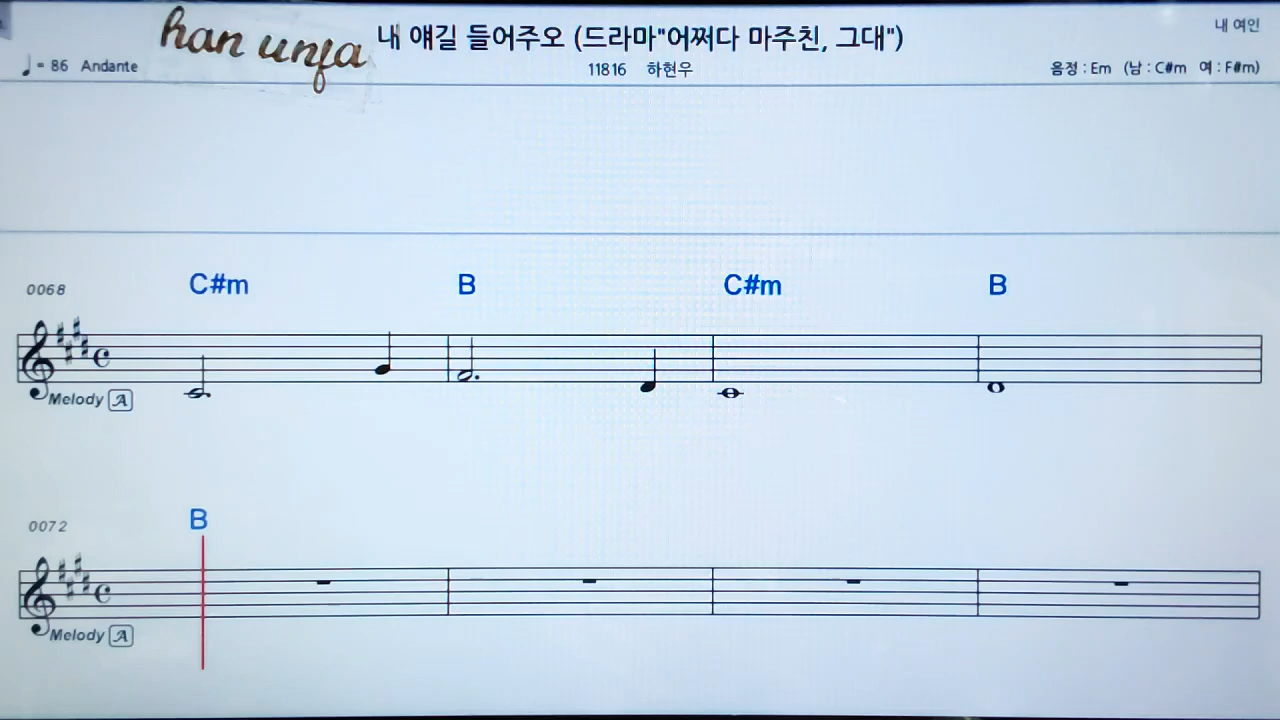 han unfa
내 얘길 들어주오 (드라마"어쩌다 마주친, 그대")
내 여인
♩ = 86 Andante
11816 하현우
음정 : Em (남 : C#m 여 : F#m)
0068 C#m B C#m B
Melody A
0072 B
Melody A